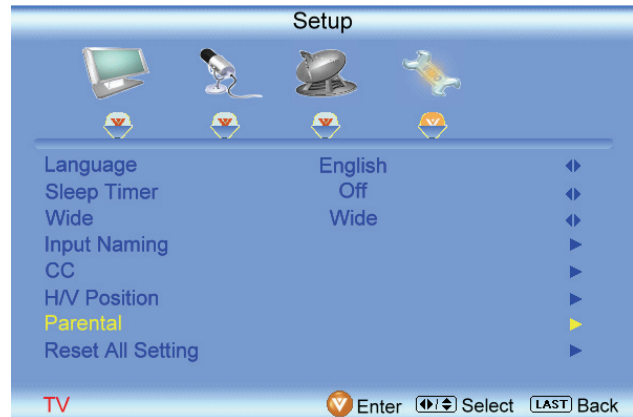 Setup
Language English
Sleep Timer Off
Wide Wide
Input Naming
CC
H/V Position
Parental
Reset All Setting
TV V Enter Select LAST Back